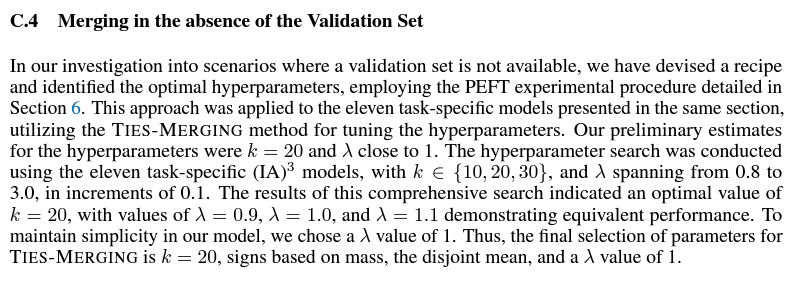 C.4 Merging in the absence of the Validation Set
In our investigation into scenarios where a validation set is not available, we have devised a recipe
and identified the optimal hyperparameters, employing the PEFT experimental procedure detailed in
Section 6. This approach was applied to the eleven task-specific models presented in the same section,
utilizing the TIES-MERGING method for tuning the hyperparameters. Our preliminary estimates
for the hyperparameters were k = 20 and λ close to 1. The hyperparameter search was conducted
using the eleven task-specific (IA)³ models, with k ∈ {10, 20, 30}, and λ spanning from 0.8 to
3.0, in increments of 0.1. The results of this comprehensive search indicated an optimal value of
k = 20, with values of λ = 0.9, λ = 1.0, and λ = 1.1 demonstrating equivalent performance. To
maintain simplicity in our model, we chose a λ value of 1. Thus, the final selection of parameters for
TIES-MERGING is k = 20, signs based on mass, the disjoint mean, and a λ value of 1.